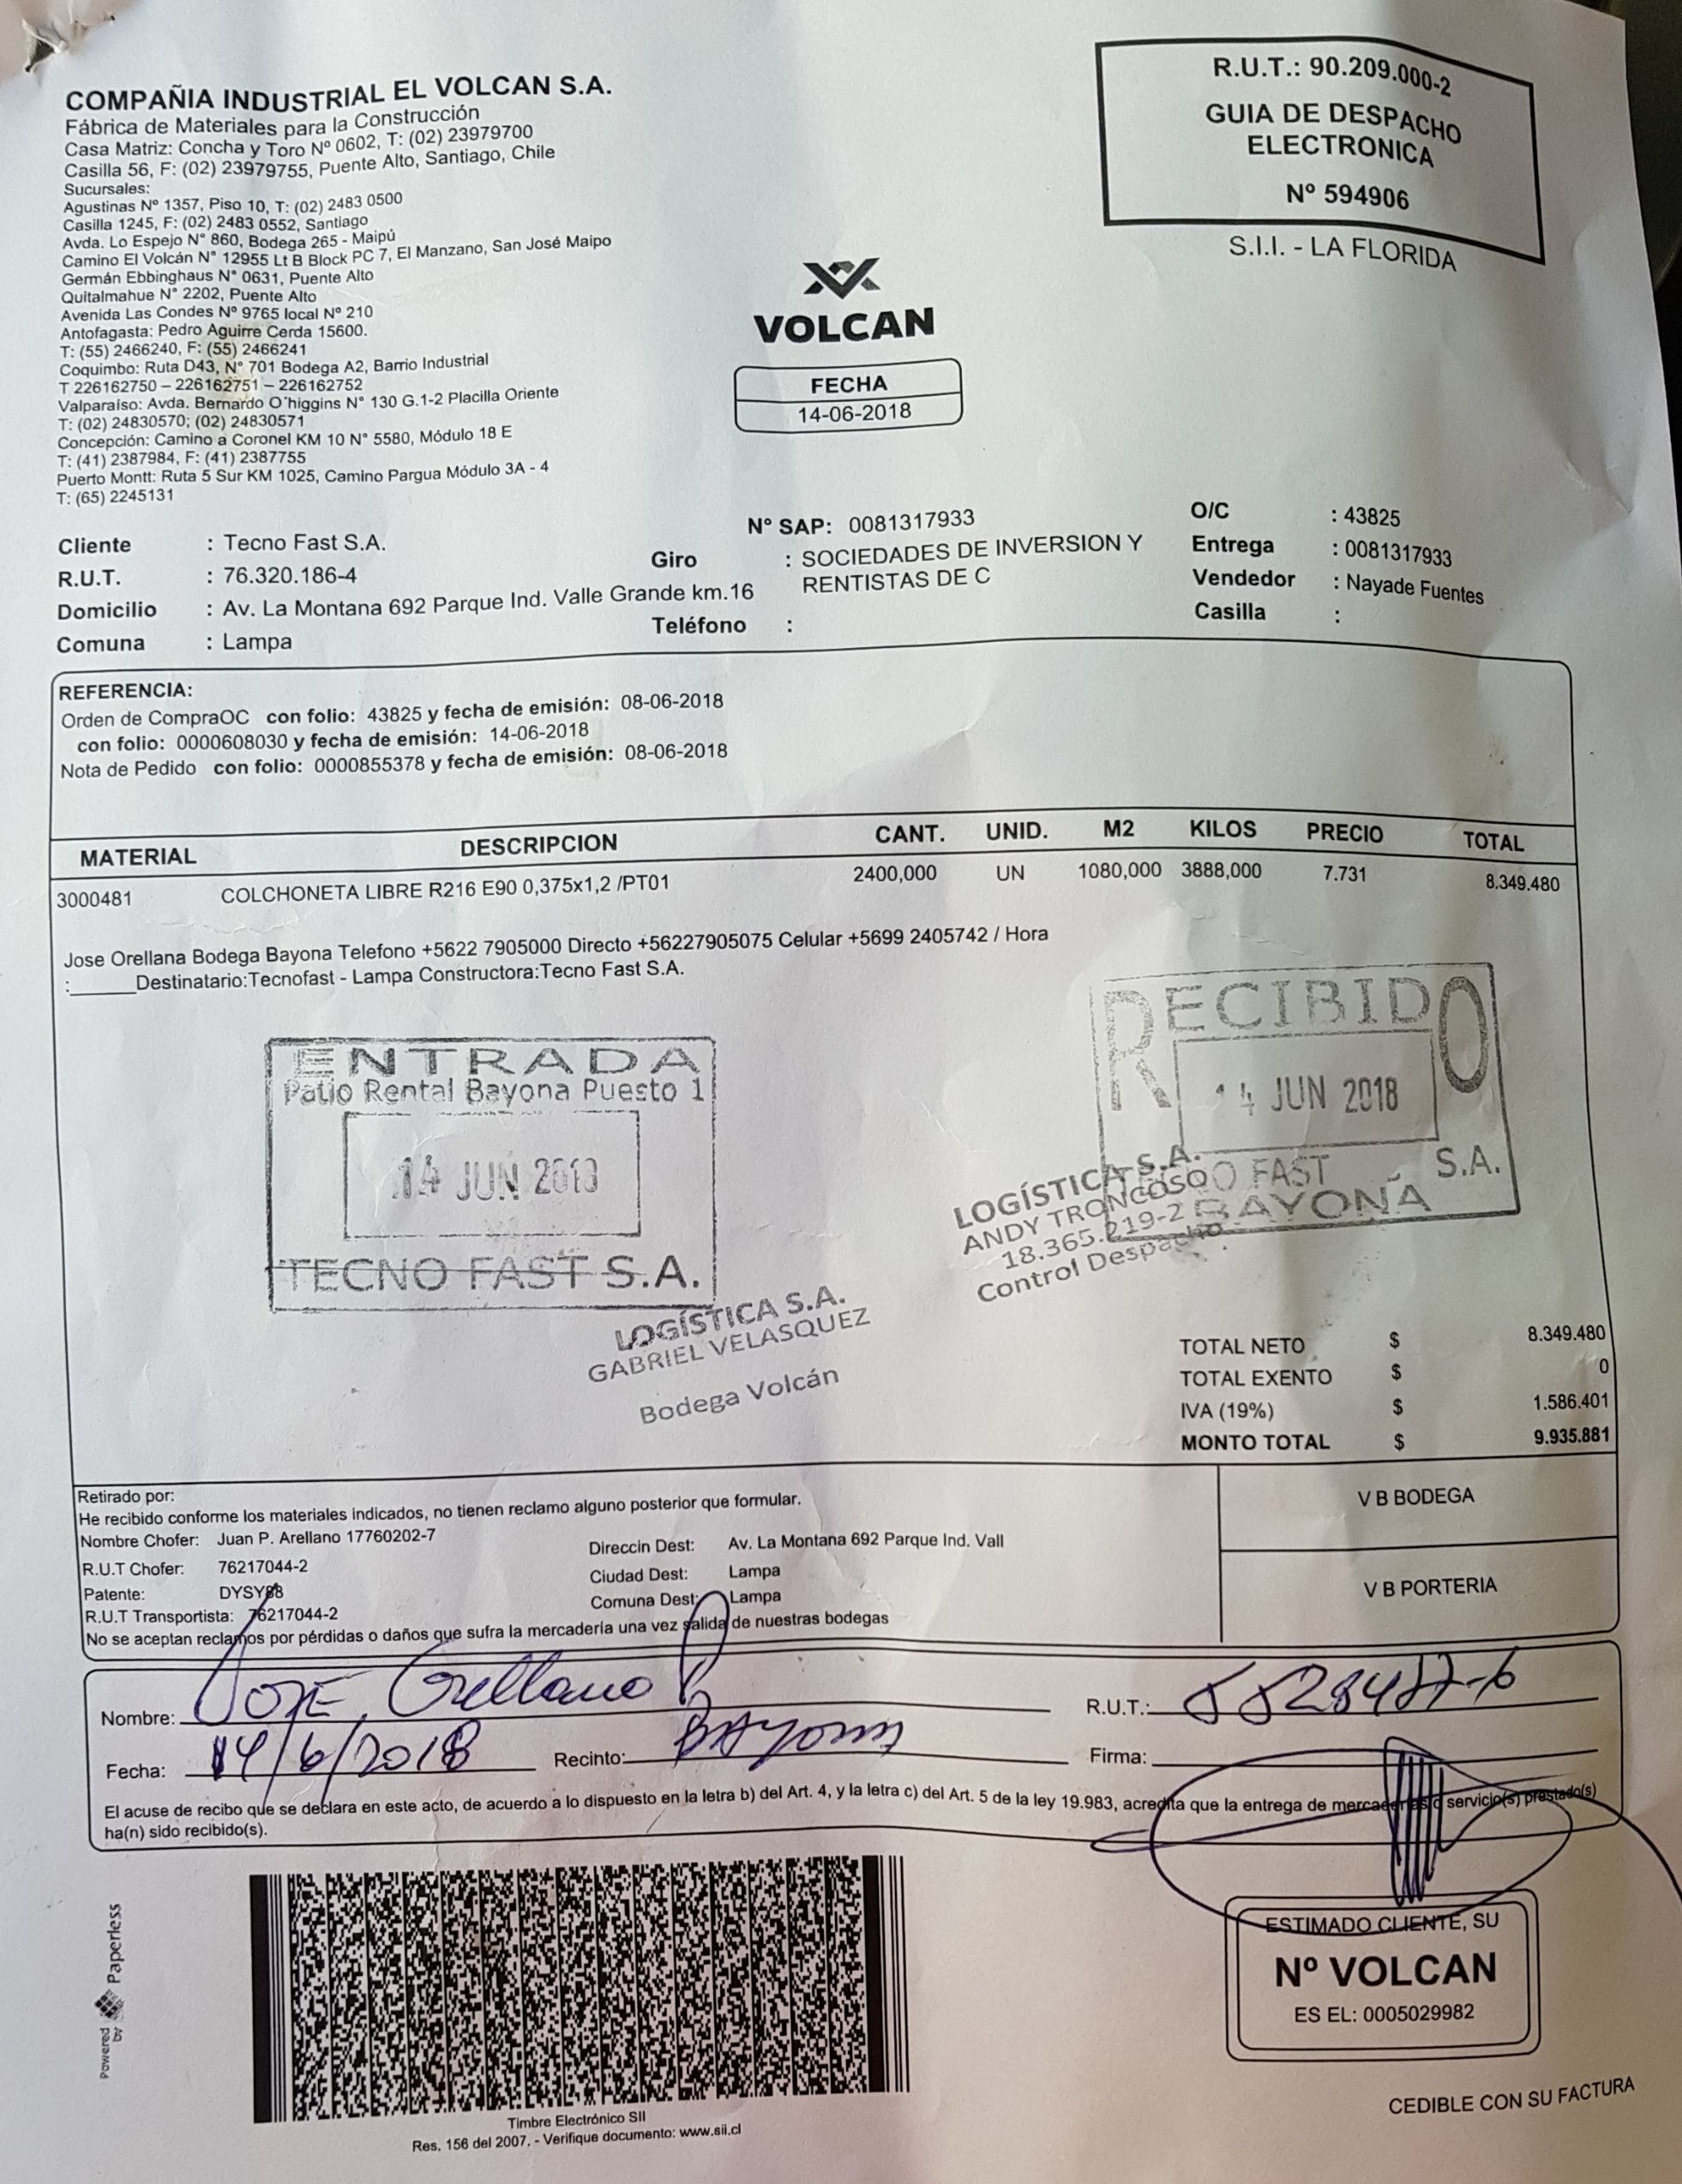 COMPAÑIA INDUSTRIAL EL VOLCAN S.A.
Fábrica de Materiales para la Construcción
Casa Matriz: Concha y Toro Nº 0602, T: (02) 23979700
Casilla 56, F: (02) 23979755, Puente Alto, Santiago, Chile
Sucursales:
Agustinas Nº 1357, Piso 10, T: (02) 2483 0500
Casilla 1245, F: (02) 2483 0552, Santiago
Avda. Lo Espejo N° 860, Bodega 265 - Maipú
Camino El Volcán N° 12955 Lt B Block PC 7, El Manzano, San José Maipo
Germán Ebbinghaus N° 0631, Puente Alto
Quitalmahue N° 2202, Puente Alto
Avenida Las Condes Nº 9765 local Nº 210
Antofagasta: Pedro Aguirre Cerda 15600.
T: (55) 2466240, F: (55) 2466241
Coquimbo: Ruta D43, N° 701 Bodega A2, Barrio Industrial
T 226162750 – 226162751 – 226162752
Valparaíso: Avda. Bernardo O´higgins N° 130 G.1-2 Placilla Oriente
T: (02) 24830570; (02) 24830571
Concepción: Camino a Coronel KM 10 N° 5580, Módulo 18 E
T: (41) 2387984, F: (41) 2387755
Puerto Montt: Ruta 5 Sur KM 1025, Camino Pargua Módulo 3A - 4
T: (65) 2245131
R.U.T.: 90.209.000-2
GUIA DE DESPACHO
ELECTRONICA
Nº 594906
S.I.I. - LA FLORIDA
VOLCAN
FECHA
14-06-2018
N° SAP: 0081317933
Cliente : Tecno Fast S.A.
R.U.T. : 76.320.186-4
Domicilio : Av. La Montana 692 Parque Ind. Valle Grande km.16
Comuna : Lampa
Giro : SOCIEDADES DE INVERSION Y
RENTISTAS DE C
Teléfono :
O/C : 43825
Entrega : 0081317933
Vendedor : Nayade Fuentes
Casilla :
REFERENCIA:
Orden de CompraOC con folio: 43825 y fecha de emisión: 08-06-2018
con folio: 0000608030 y fecha de emisión: 14-06-2018
Nota de Pedido con folio: 0000855378 y fecha de emisión: 08-06-2018
MATERIAL DESCRIPCION CANT. UNID. M2 KILOS PRECIO TOTAL
3000481 COLCHONETA LIBRE R216 E90 0,375x1,2 /PT01 2400,000 UN 1080,000 3888,000 7.731 8.349.480
Jose Orellana Bodega Bayona Telefono +5622 7905000 Directo +56227905075 Celular +5699 2405742 / Hora
:______Destinatario:Tecnofast - Lampa Constructora:Tecno Fast S.A.
ENTRADA
Patio Rental Bayona Puesto 1
14 JUN 2018
TECNO FAST S.A.
RECIBIDO
14 JUN 2018
TECNO FAST S.A.
BAYONA
LOGÍSTICA S.A.
ANDY TRONCOSO
18.365.219-2
Control Despacho
LOGÍSTICA S.A.
GABRIEL VELASQUEZ
Bodega Volcán
TOTAL NETO $ 8.349.480
TOTAL EXENTO $ 0
IVA (19%) $ 1.586.401
MONTO TOTAL $ 9.935.881
Retirado por:
He recibido conforme los materiales indicados, no tienen reclamo alguno posterior que formular.
Nombre Chofer: Juan P. Arellano 17760202-7
R.U.T Chofer: 76217044-2
Patente: DYSY88
R.U.T Transportista: 76217044-2
Direccin Dest: Av. La Montana 692 Parque Ind. Vall
Ciudad Dest: Lampa
Comuna Dest: Lampa
No se aceptan reclamos por pérdidas o daños que sufra la mercadería una vez salida de nuestras bodegas
V B BODEGA
V B PORTERIA
Nombre: JOSE Orellana P
R.U.T.:
Fecha: 14/6/2018
Recinto: BAYONA
Firma:
El acuse de recibo que se declara en este acto, de acuerdo a lo dispuesto en la letra b) del Art. 4, y la letra c) del Art. 5 de la ley 19.983, acredita que la entrega de mercaderías o servicio(s) prestado(s)
ha(n) sido recibido(s).
Powered by Paperless
Timbre Electrónico SII
Res. 156 del 2007. - Verifique documento: www.sii.cl
ESTIMADO CLIENTE, SU
Nº VOLCAN
ES EL: 0005029982
CEDIBLE CON SU FACTURA